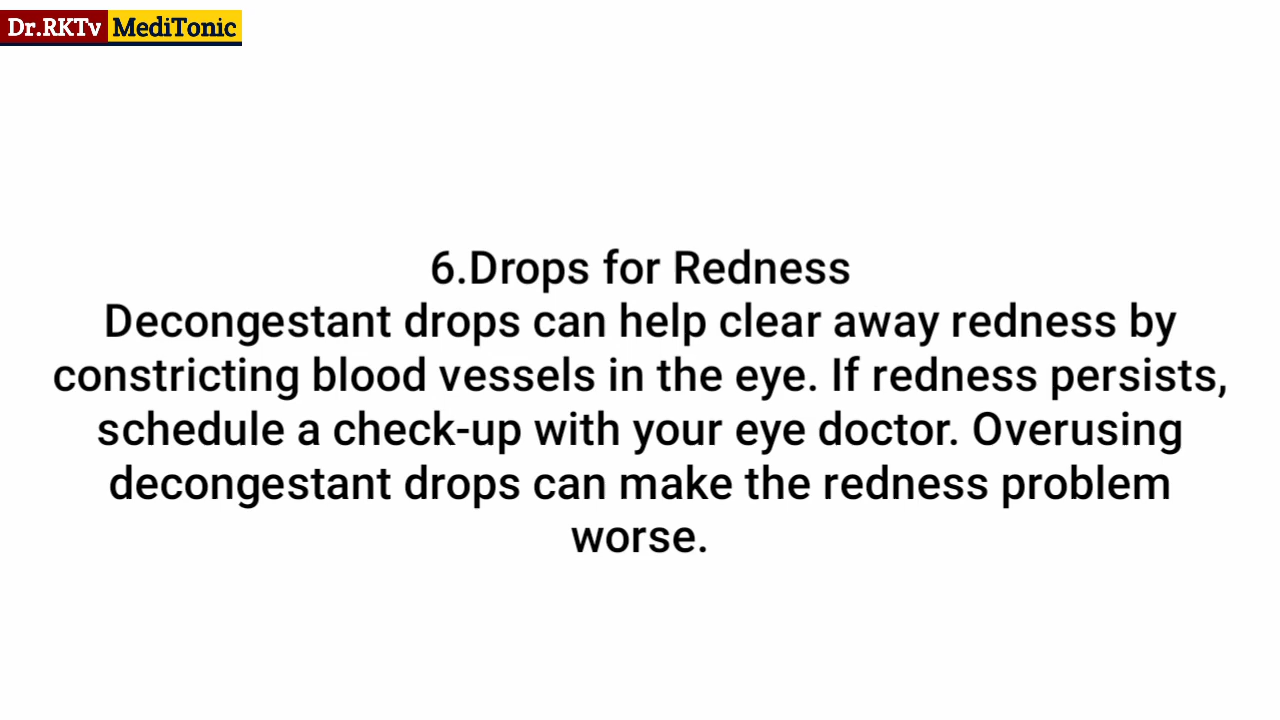 Dr.RKTv MediTonic
6.Drops for Redness
Decongestant drops can help clear away redness by
constricting blood vessels in the eye. If redness persists,
schedule a check-up with your eye doctor. Overusing
decongestant drops can make the redness problem
worse.